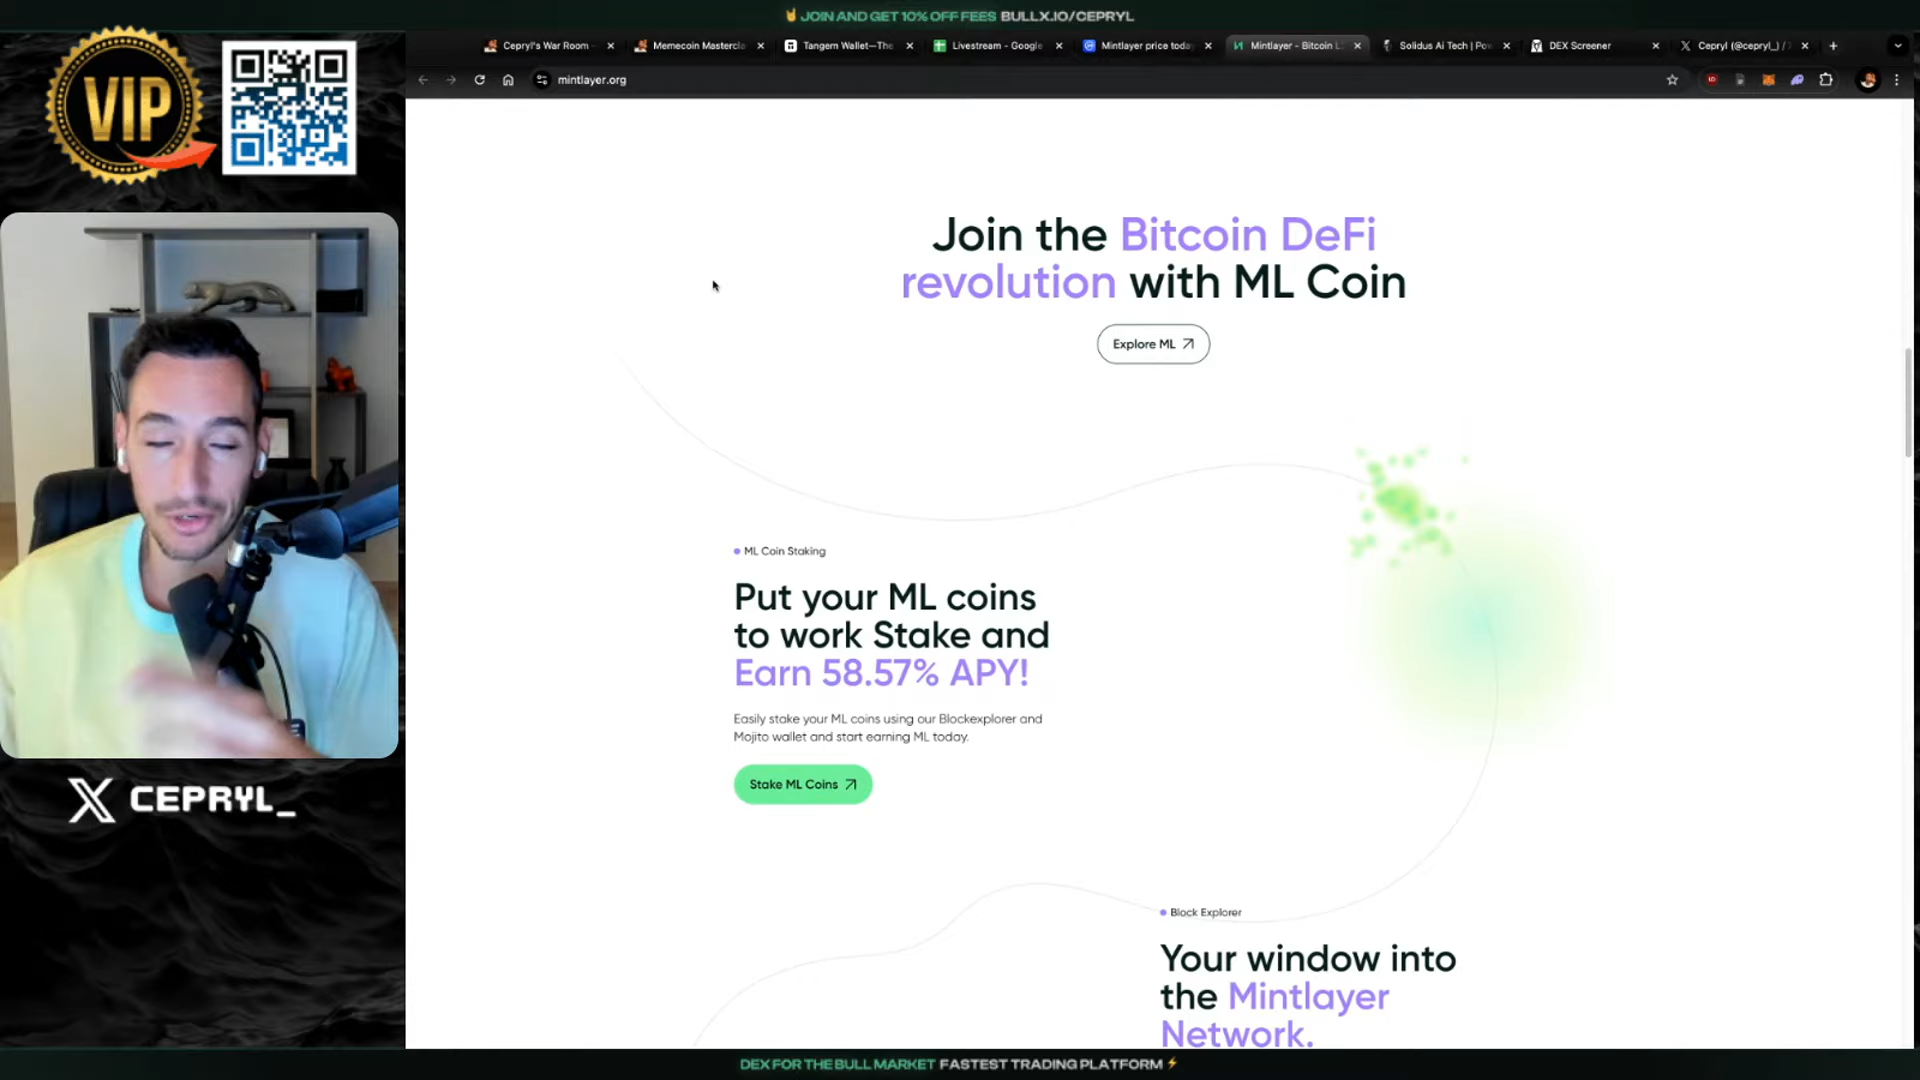 JOIN AND GET 10% OFF FEES BULLX.IO/CEPRYL
VIP
Cepryl's War Room
Memecoin Mastercla
Tangem Wallet—The
Livestream - Google
Mintlayer price toda
Mintlayer - Bitcoin L
Solidus Ai Tech | Po
DEX Screener
Cepryl (@cepryl_) /
mintlayer.org
Join the Bitcoin DeFi
revolution with ML Coin
Explore ML
ML Coin Staking
Put your ML coins
to work Stake and
Earn 58.57% APY!
Easily stake your ML coins using our Blockexplorer and
Mojito wallet and start earning ML today.
Stake ML Coins
X CEPRYL_
Block Explorer
Your window into
the Mintlayer
Network.
DEX FOR THE BULL MARKET FASTEST TRADING PLATFORM